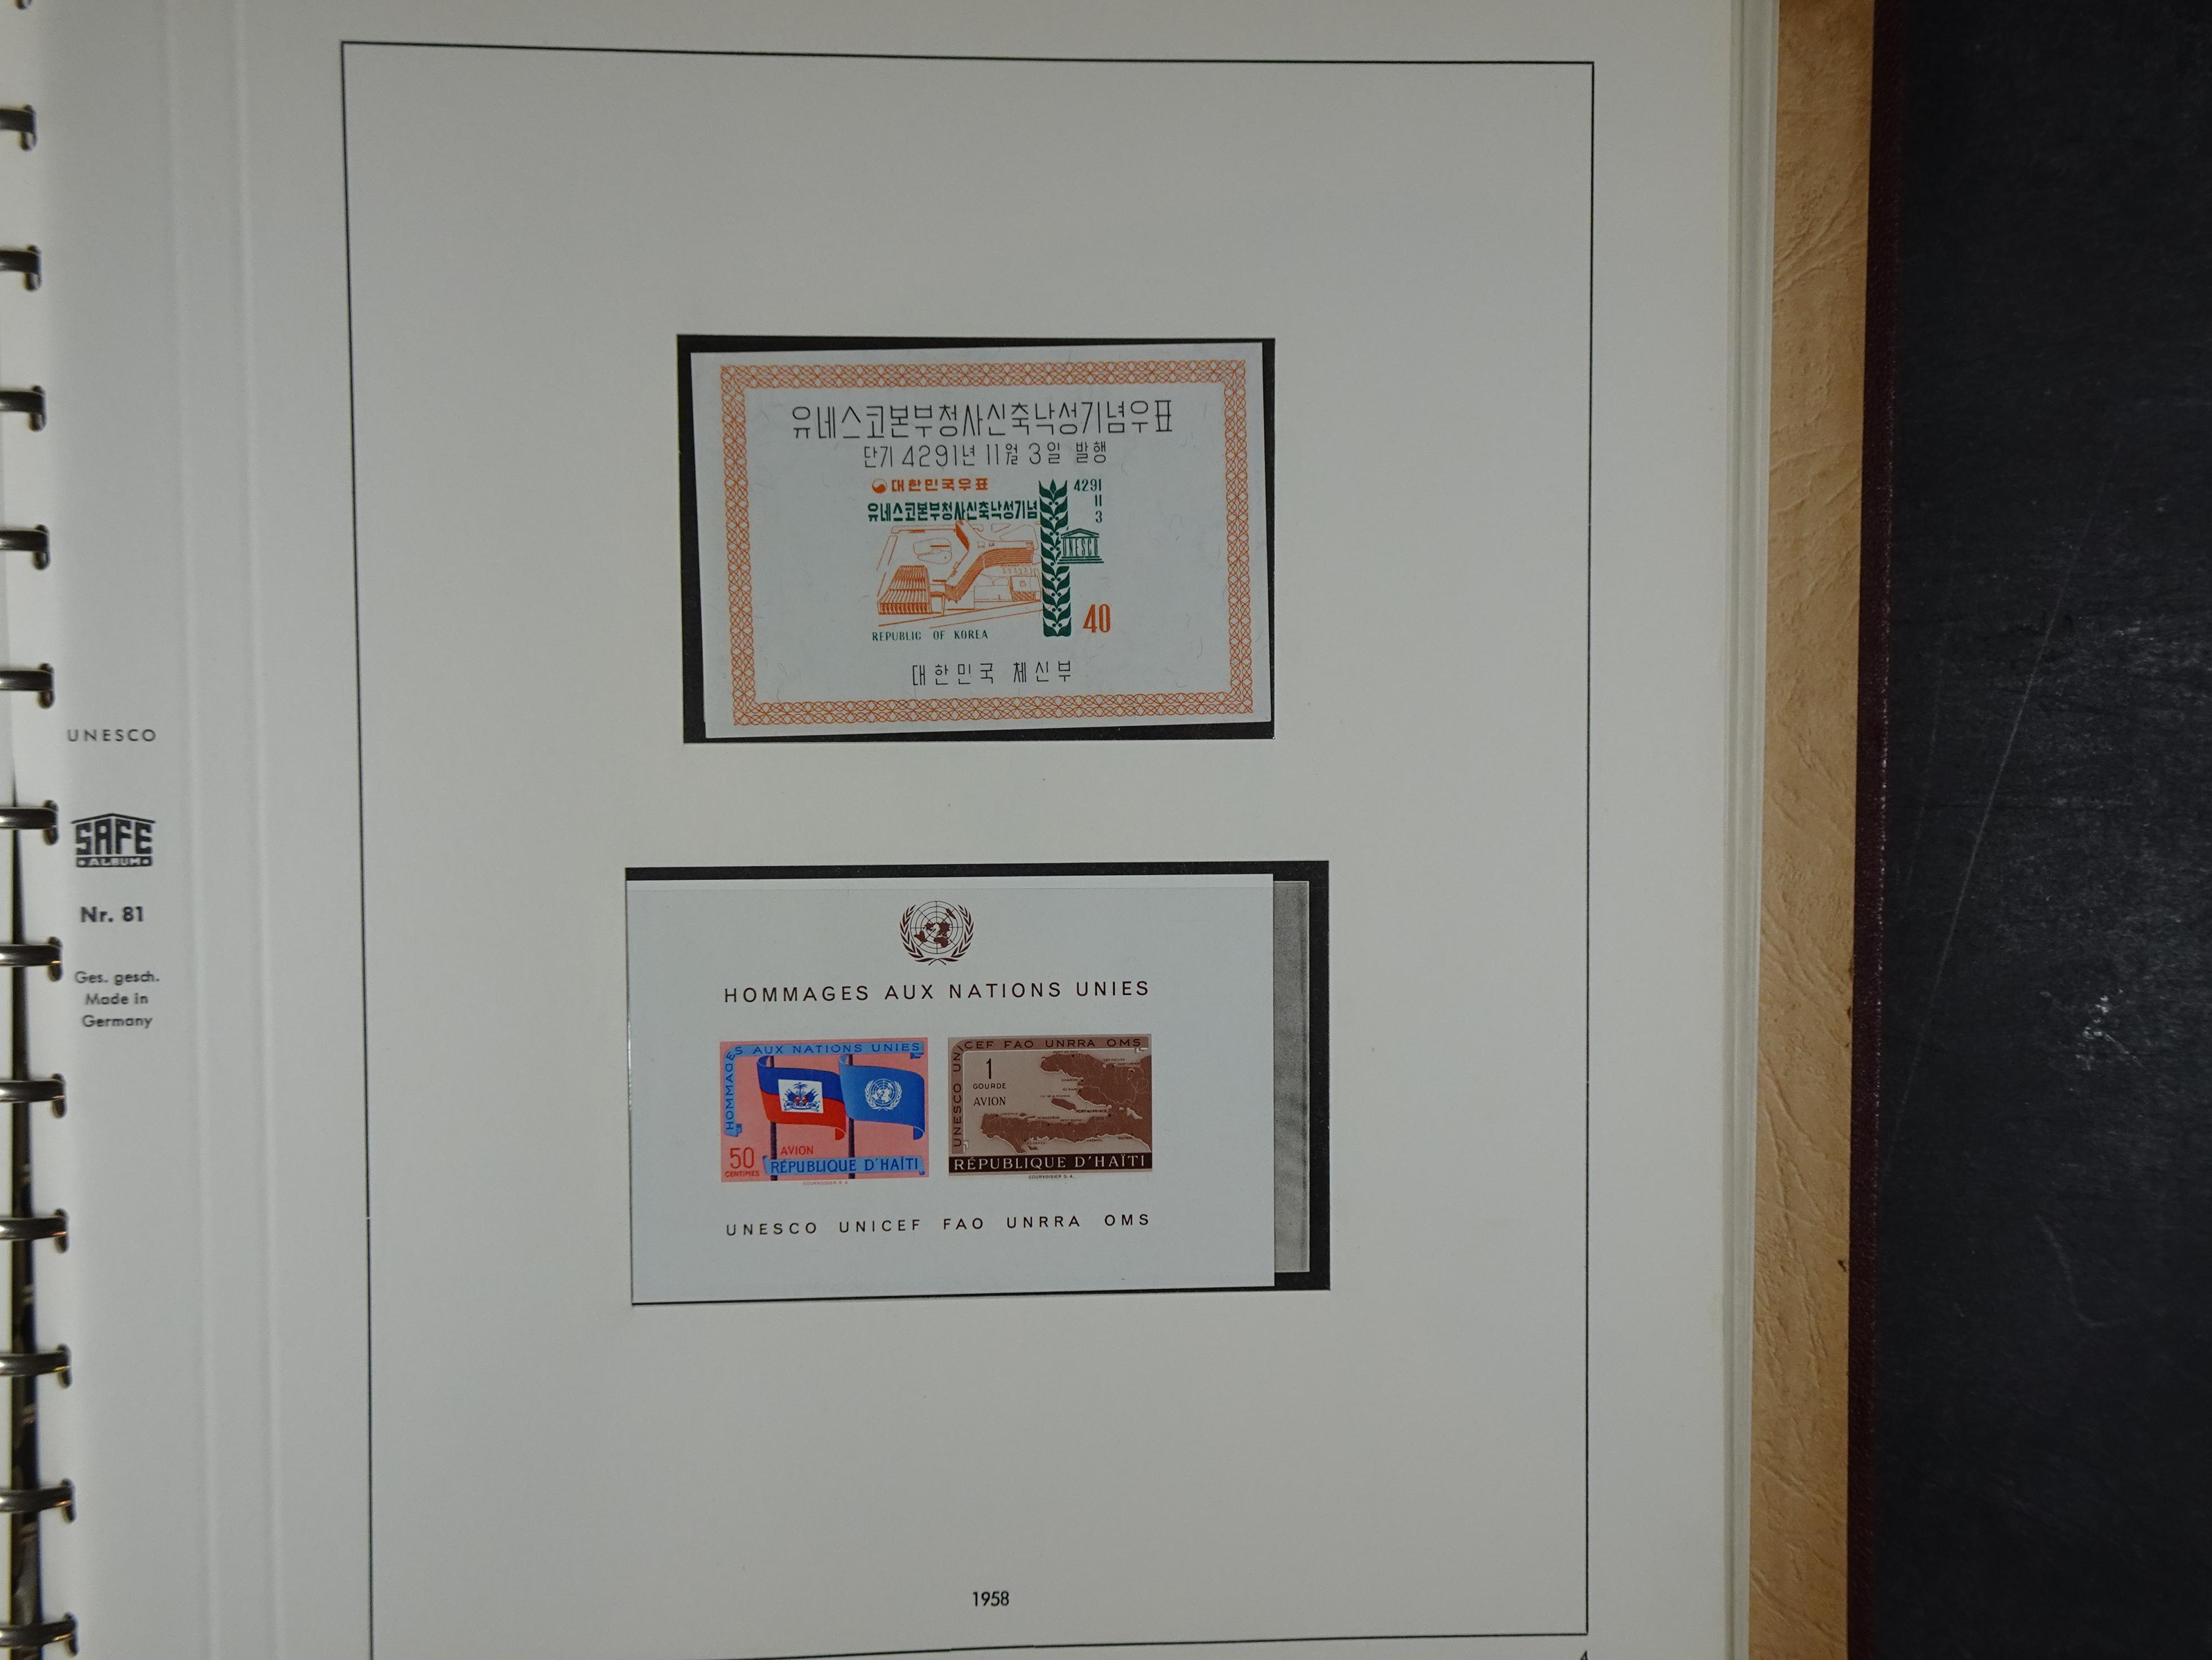 유네스코본부청사신축낙성기념우표
단기 4291년 11월 3일 발행
대한민국우표
4291
11
3
유네스코본부청사신축낙성기념
UNESCO
40
REPUBLIC OF KOREA
대한민국 체신부
UNESCO
SAFE
ALBUM
Nr. 81
Ges. gesch.
Made in
Germany
HOMMAGES AUX NATIONS UNIES
HOMMAGES AUX NATIONS UNIES
AVION
50
CENTIMES
RÉPUBLIQUE D'HAÏTI
COURVOISIER S.A.
UNESCO UNICEF FAO UNRRA OMS
1
GOURDE
AVION
RÉPUBLIQUE D'HAÏTI
COURVOISIER S.A.
UNESCO UNICEF FAO UNRRA OMS
1958